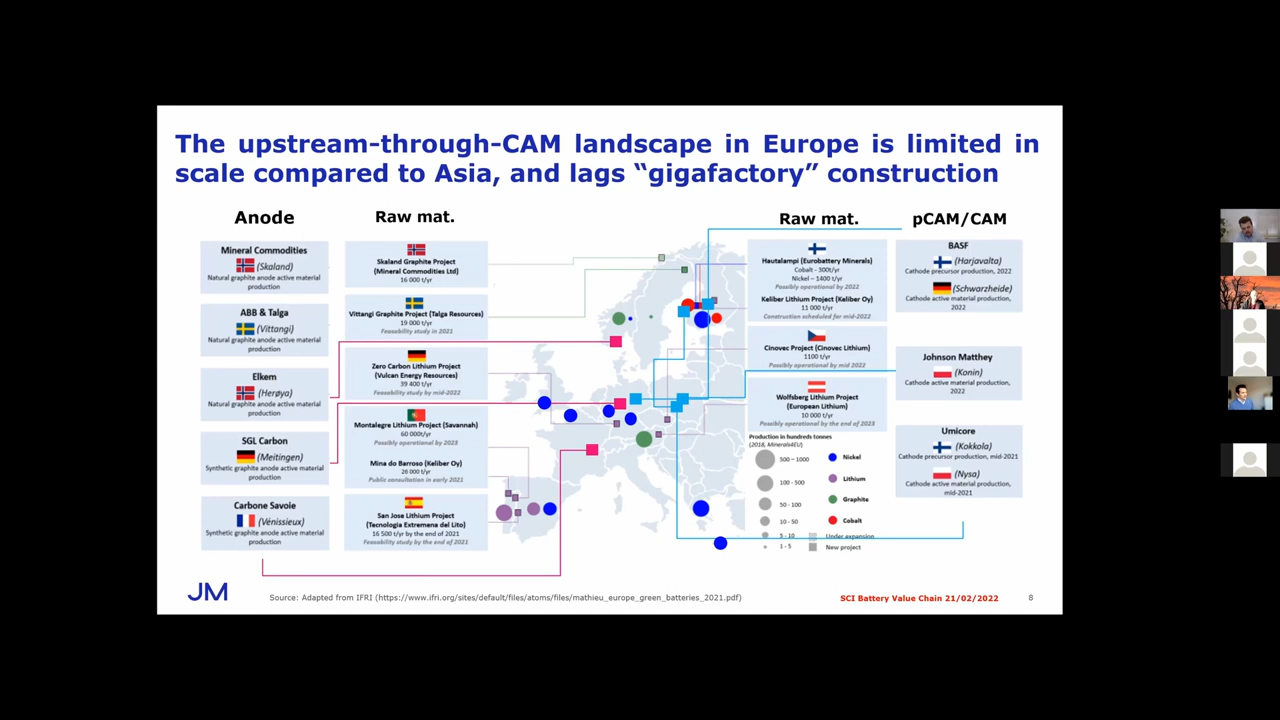 The upstream-through-CAM landscape in Europe is limited in
scale compared to Asia, and lags “gigafactory” construction
Anode
Mineral Commodities
(Skaland)
Natural graphite anode active material
production
ABB & Talga
(Vittangi)
Natural graphite anode active material
production
Elkem
(Herøya)
Natural graphite anode active material
production
SGL Carbon
(Meitingen)
Synthetic graphite anode active material
production
Carbone Savoie
(Vénissieux)
Synthetic graphite anode active material
production
Raw mat.
Skaland Graphite Project
(Mineral Commodities Ltd)
16 000 t/yr
Vittangi Graphite Project (Talga Resources)
19 000 t/yr
Feasability study in 2021
Zero Carbon Lithium Project
(Vulcan Energy Resources)
39 400 t/yr
Feasibility study by mid-2022
Montalegre Lithium Project (Savannah)
60 000t/yr
Possibly operational by 2023
Mina do Barroso (Keliber Oy)
26 000 t/yr
Public consultation in early 2021
San Jose Lithium Project
(Tecnologia Extremena del Lito)
16 500 t/yr by the end of 2021
Feasability study by the end of 2021
Raw mat.
Hautalampi (Eurobattery Minerals)
Cobalt - 300t/yr
Nickel – 1400 t/yr
Possibly operational by 2022
Keliber Lithium Project (Keliber Oy)
11 000 t/yr
Construction scheduled for mid-2022
Cinovec Project (Cinovec Lithium)
1100 t/yr
Possibly operational by mid 2022
Wolfsberg Lithium Project
(European Lithium)
10 000 t/yr
Possibly operational by the end of 2023
pCAM/CAM
BASF
(Harjavalta)
Cathode precursor production, 2022
(Schwarzheide)
Cathode active material production,
2022
Johnson Matthey
(Konin)
Cathode active material production,
2022
Umicore
(Kokkola)
Cathode precursor production, mid-2021
(Nysa)
Cathode active material production,
mid-2021
Production in hundreds tonnes
(2018, Minerals4EU)
500 – 1000
100 - 500
50 - 100
10 - 50
5 - 10
1 - 5
Nickel
Lithium
Graphite
Cobalt
Under expansion
New project
JM
Source: Adapted from IFRI (https://www.ifri.org/sites/default/files/atoms/files/mathieu_europe_green_batteries_2021.pdf)
SCI Battery Value Chain 21/02/2022
8